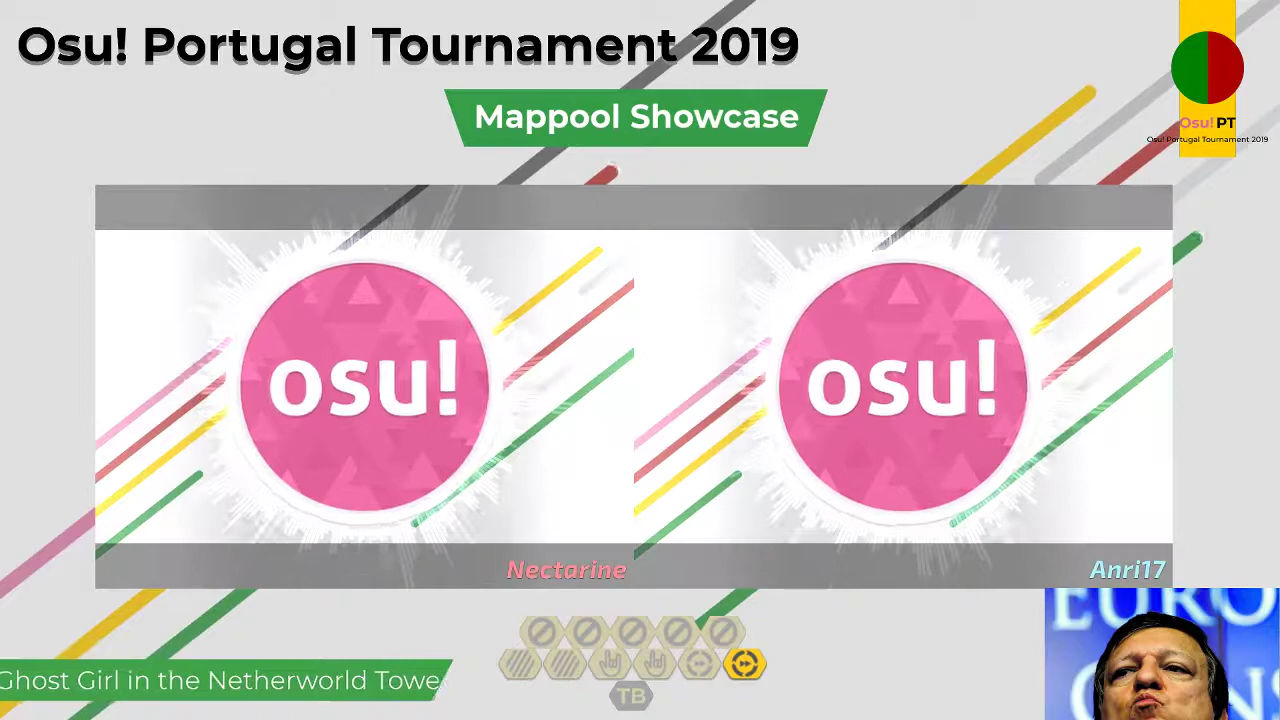 Osu! Portugal Tournament 2019
Mappool Showcase
Osu! PT
Osu! Portugal Tournament 2019
osu!
osu!
Nectarine
Anri17
EURO
Ghost Girl in the Netherworld Towe
TB